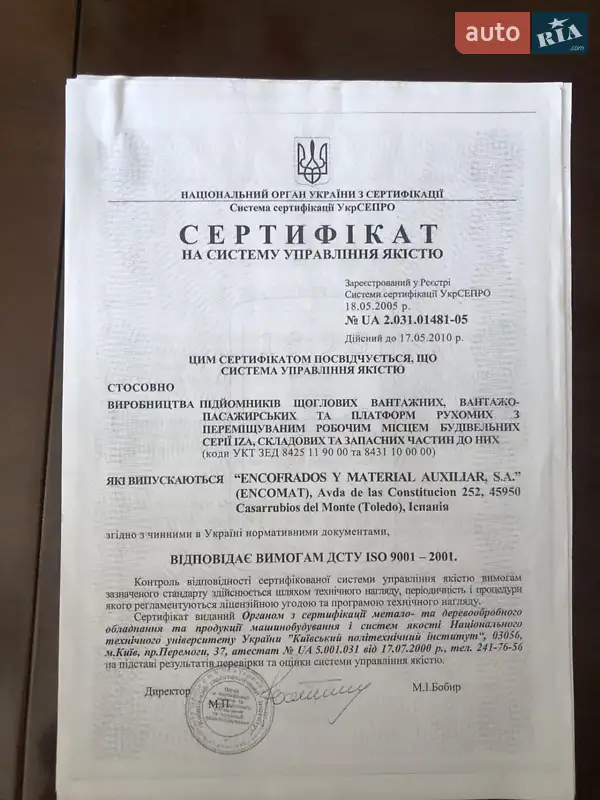 auto RIA .com
НАЦІОНАЛЬНИЙ ОРГАН УКРАЇНИ З СЕРТИФІКАЦІЇ
Система сертифікації УкрСЕПРО
СЕРТИФІКАТ
НА СИСТЕМУ УПРАВЛІННЯ ЯКІСТЮ
Зареєстрований у Реєстрі
Системи сертифікації УкрСЕПРО
18.05.2005 р.
№ UA 2.031.01481-05
Дійсний до 17.05.2010 р.
ЦИМ СЕРТИФІКАТОМ ПОСВІДЧУЄТЬСЯ, ЩО
СИСТЕМА УПРАВЛІННЯ ЯКІСТЮ
СТОСОВНО
ВИРОБНИЦТВА ПІДЙОМНИКІВ ЩОГЛОВИХ ВАНТАЖНИХ, ВАНТАЖО-
ПАСАЖИРСЬКИХ ТА ПЛАТФОРМ РУХОМИХ З
ПЕРЕМІЩУВАНИМ РОБОЧИМ МІСЦЕМ БУДІВЕЛЬНИХ
СЕРІЇ IZA, СКЛАДОВИХ ТА ЗАПАСНИХ ЧАСТИН ДО НИХ
(коди УКТ ЗЕД 8425 11 90 00 та 8431 10 00 00)
ЯКІ ВИПУСКАЮТЬСЯ "ENCOFRADOS Y MATERIAL AUXILIAR, S.A."
(ENCOMAT), Avda de las Constitucion 252, 45950
Casarrubios del Monte (Toledo), Іспанія
згідно з чинними в Україні нормативними документами,
ВІДПОВІДАЄ ВИМОГАМ ДСТУ ISO 9001 – 2001.
Контроль відповідності сертифікованої системи управління якістю вимогам
зазначеного стандарту здійснюється шляхом технічного нагляду, періодичність і процедури
якого регламентуються ліцензійною угодою та програмою технічного нагляду.
Сертифікат виданий Органом з сертифікації метало- та деревообробного
обладнання та продукції машинобудування і систем якості Національного
технічного університету України "Київський політехнічний інститут", 03056,
м.Київ, пр.Перемоги, 37, атестат № UA 5.001.031 від 17.07.2000 р., тел. 241-76-56
на підставі результатів перевірки та оцінки системи управління якістю.
Директор М.І.Бобир
М.П.